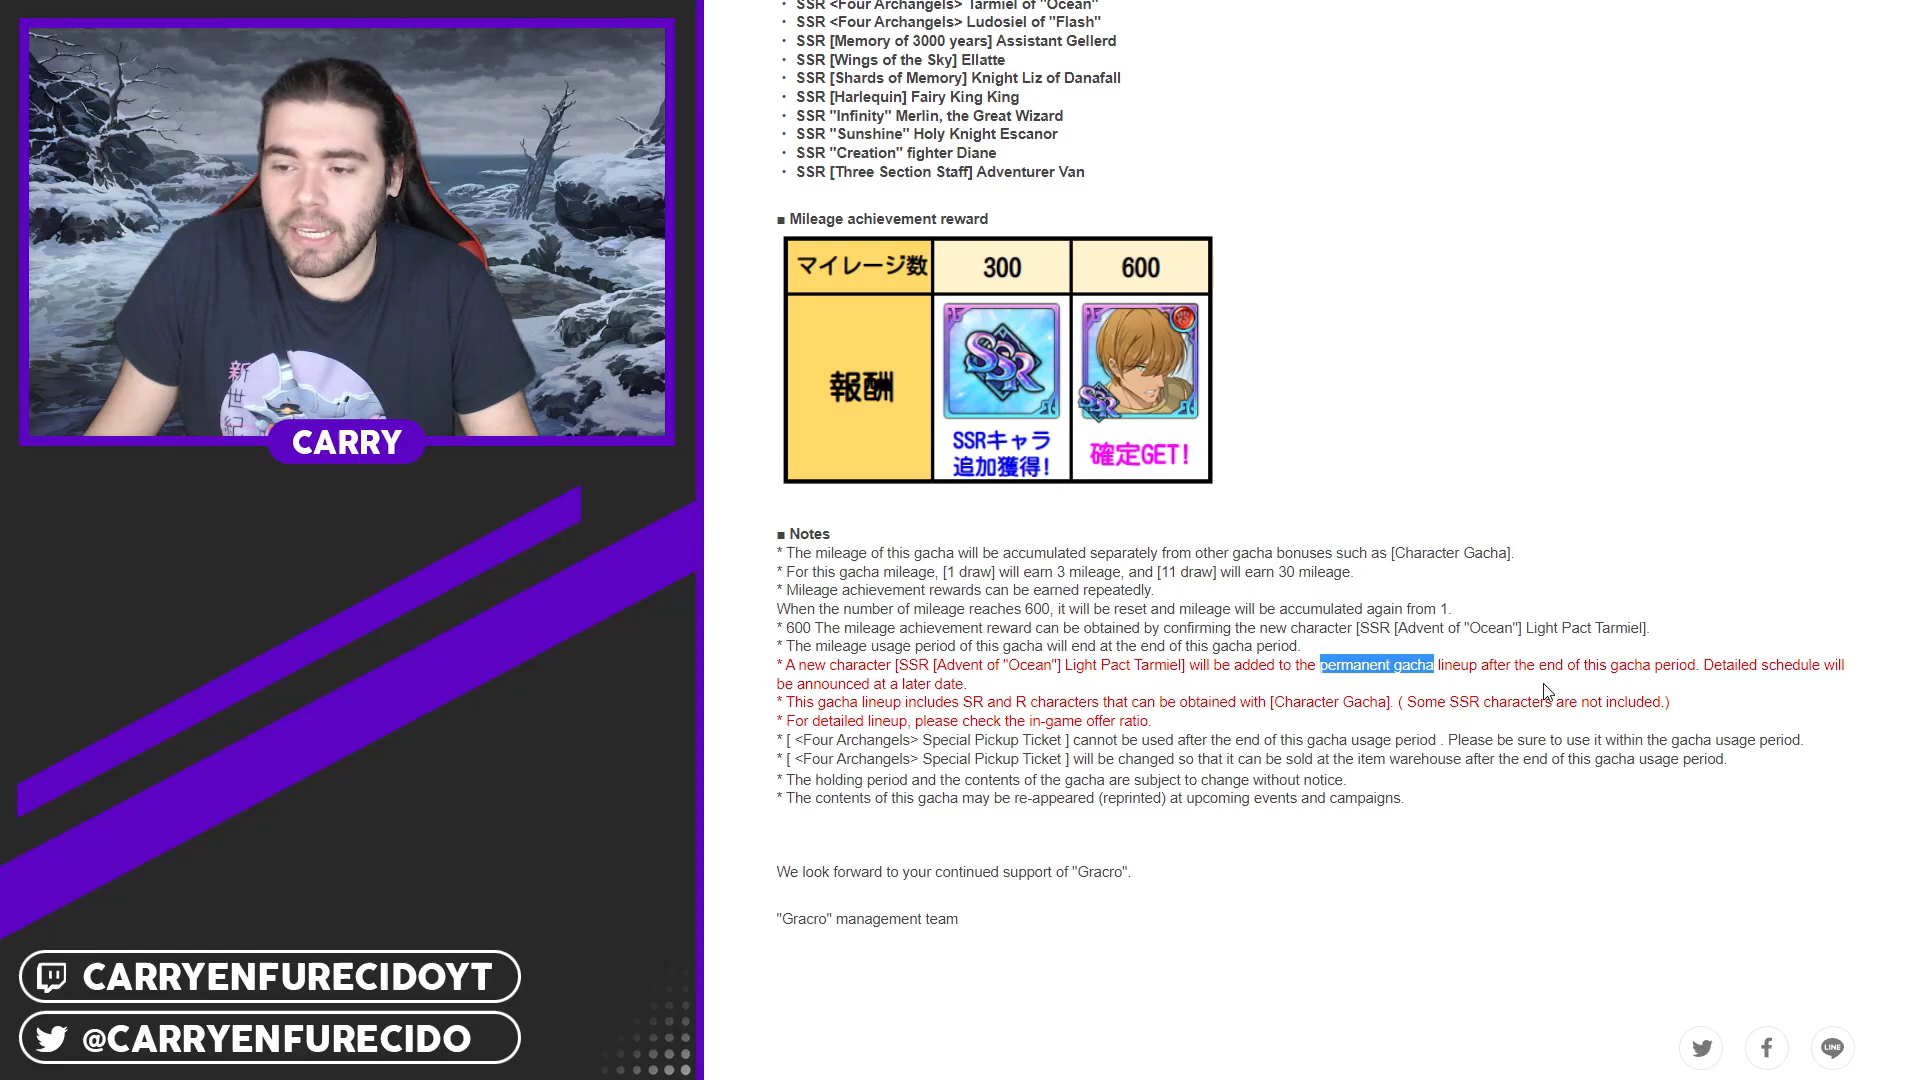 新
世
紀
CARRY
CARRYENFURECIDOYT
@CARRYENFURECIDO
· SSR <Four Archangels> Tarmiel of "Ocean"
· SSR <Four Archangels> Ludosiel of "Flash"
· SSR [Memory of 3000 years] Assistant Gellerd
· SSR [Wings of the Sky] Ellatte
· SSR [Shards of Memory] Knight Liz of Danafall
· SSR [Harlequin] Fairy King King
· SSR "Infinity" Merlin, the Great Wizard
· SSR "Sunshine" Holy Knight Escanor
· SSR "Creation" fighter Diane
· SSR [Three Section Staff] Adventurer Van
■ Mileage achievement reward
マイレージ数 300 600
報酬
SSR
SSR
SSRキャラ
追加獲得!
確定GET!
■ Notes
* The mileage of this gacha will be accumulated separately from other gacha bonuses such as [Character Gacha].
* For this gacha mileage, [1 draw] will earn 3 mileage, and [11 draw] will earn 30 mileage.
* Mileage achievement rewards can be earned repeatedly.
When the number of mileage reaches 600, it will be reset and mileage will be accumulated again from 1.
* 600 The mileage achievement reward can be obtained by confirming the new character [SSR [Advent of "Ocean"] Light Pact Tarmiel].
* The mileage usage period of this gacha will end at the end of this gacha period.
* A new character [SSR [Advent of "Ocean"] Light Pact Tarmiel] will be added to the permanent gacha lineup after the end of this gacha period. Detailed schedule will
be announced at a later date.
* This gacha lineup includes SR and R characters that can be obtained with [Character Gacha]. ( Some SSR characters are not included.)
* For detailed lineup, please check the in-game offer ratio.
* [ <Four Archangels> Special Pickup Ticket ] cannot be used after the end of this gacha usage period . Please be sure to use it within the gacha usage period.
* [ <Four Archangels> Special Pickup Ticket ] will be changed so that it can be sold at the item warehouse after the end of this gacha usage period.
* The holding period and the contents of the gacha are subject to change without notice.
* The contents of this gacha may be re-appeared (reprinted) at upcoming events and campaigns.
We look forward to your continued support of "Gracro".
"Gracro" management team
LINE